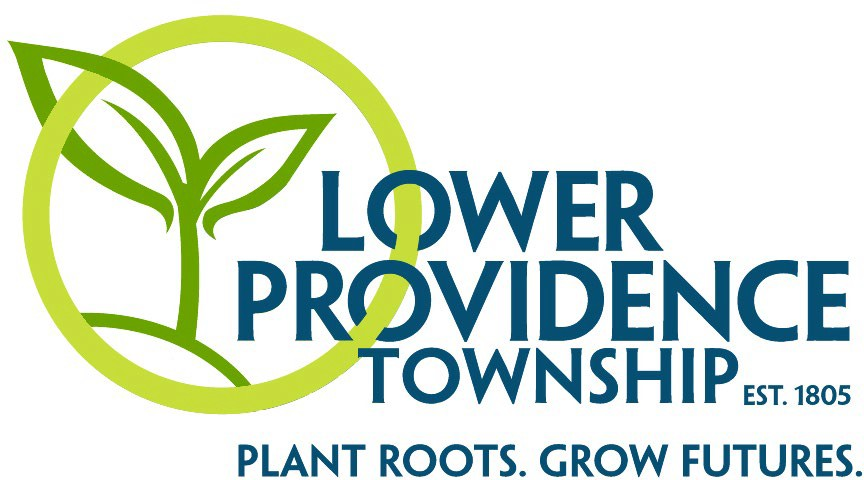 LOWER
PROVIDENCE
TOWNSHIP EST. 1805
PLANT ROOTS. GROW FUTURES.